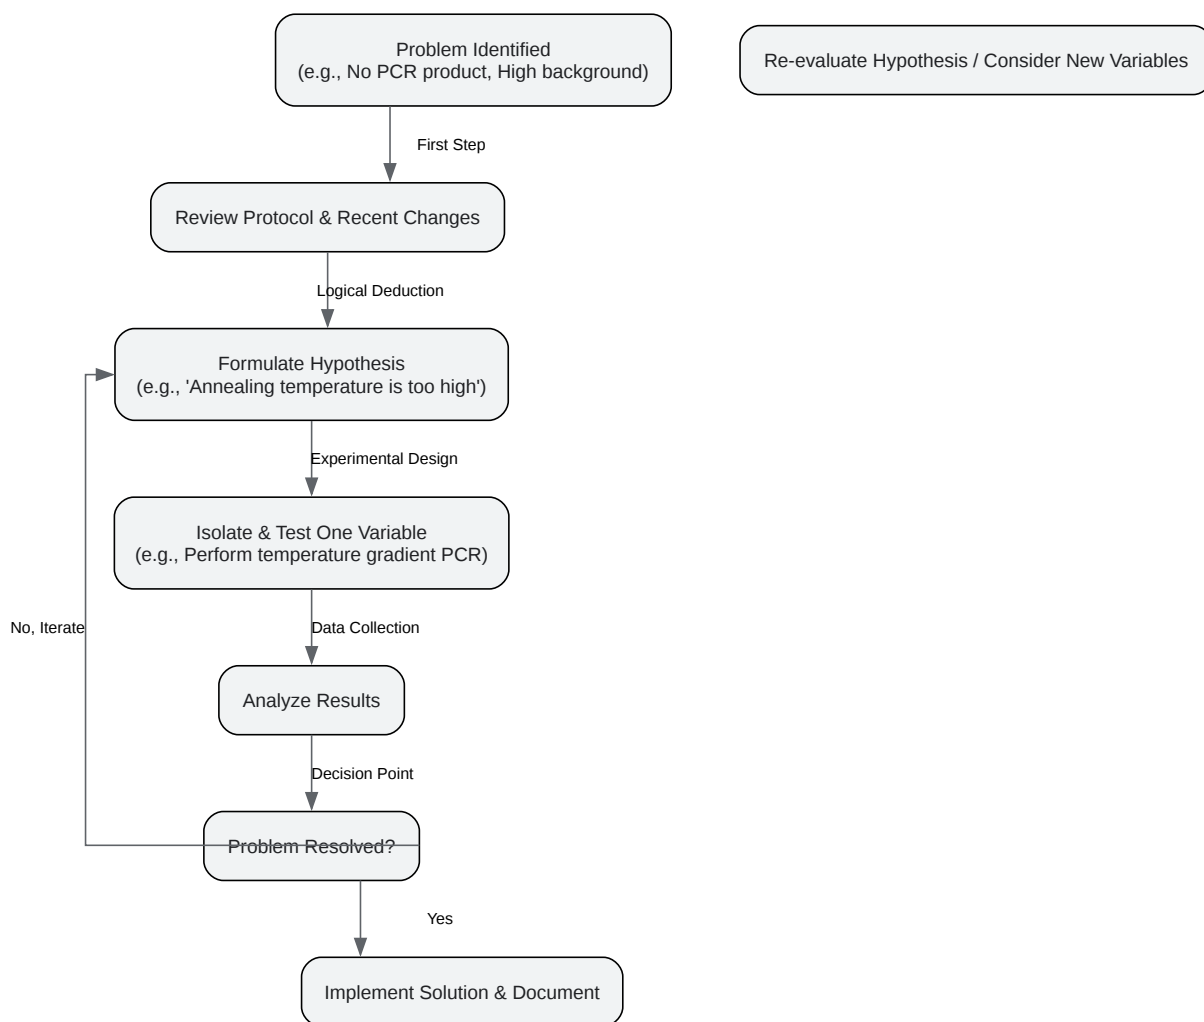 Problem Identified
(e.g., No PCR product, High background)
Re-evaluate Hypothesis / Consider New Variables
First Step
Review Protocol & Recent Changes
Logical Deduction
Formulate Hypothesis
(e.g., 'Annealing temperature is too high')
Experimental Design
Isolate & Test One Variable
(e.g., Perform temperature gradient PCR)
No, Iterate
Data Collection
Analyze Results
Decision Point
Problem Resolved?
Yes
Implement Solution & Document